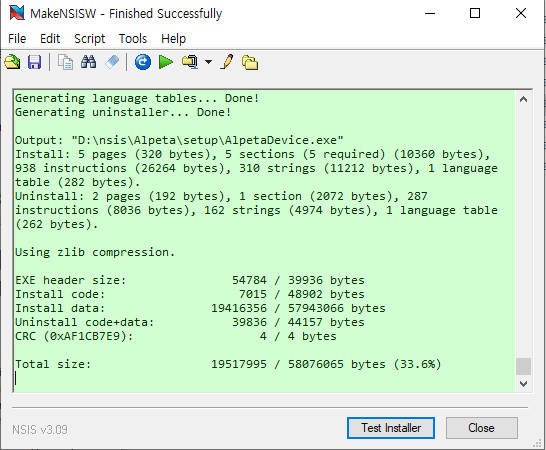 MakeNSISW - Finished Successfully
File Edit Script Tools Help
Generating language tables... Done!
Generating uninstaller... Done!
Output: "D:\nsis\Alpeta\setup\AlpetaDevice.exe"
Install: 5 pages (320 bytes), 5 sections (5 required) (10360 bytes),
938 instructions (26264 bytes), 310 strings (11212 bytes), 1 language
table (282 bytes).
Uninstall: 2 pages (192 bytes), 1 section (2072 bytes), 287
instructions (8036 bytes), 162 strings (4974 bytes), 1 language table
(262 bytes).
Using zlib compression.
EXE header size: 54784 / 39936 bytes
Install code: 7015 / 48902 bytes
Install data: 19416356 / 57943066 bytes
Uninstall code+data: 39836 / 44157 bytes
CRC (0xAF1CB7E9): 4 / 4 bytes
Total size: 19517995 / 58076065 bytes (33.6%)
NSIS v3.09
Test Installer
Close